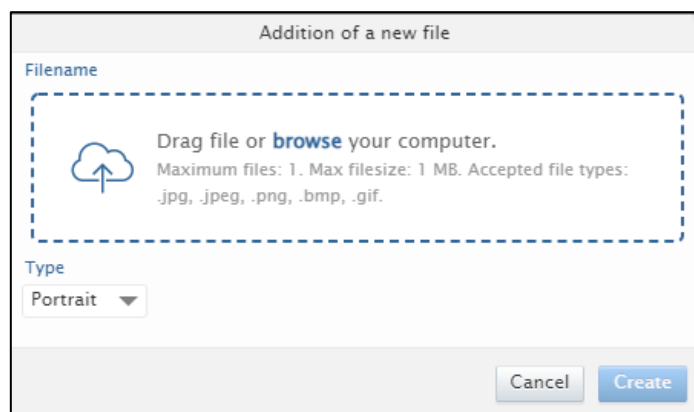 Addition of a new file
Filename
Drag file or browse your computer.
Maximum files: 1. Max filesize: 1 MB. Accepted file types:
.jpg, .jpeg, .png, .bmp, .gif.
Type
Portrait
Cancel
Create